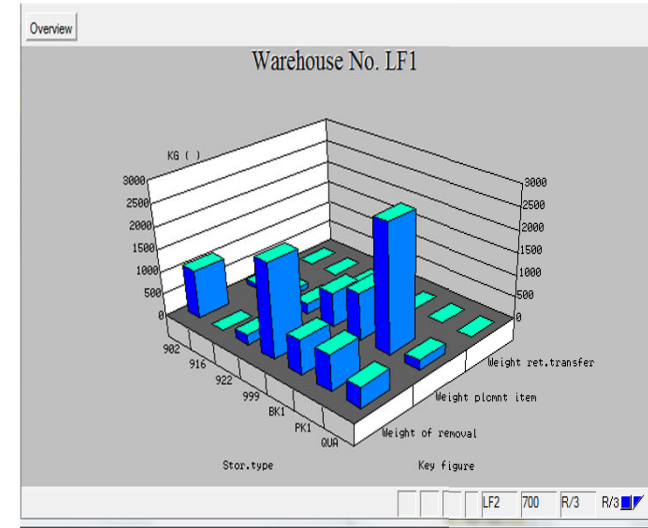 Overview
Warehouse No. LF1
KG ( )
3000
2500
2000
1500
1000
500
0
3000
2500
2000
1500
1000
500
0
902
916
922
999
BK1
PK1
QUA
Weight ret.transfer
Weight plcmnt item
Weight of removal
Stor.type
Key figure
LF2 700 R/3 R/3